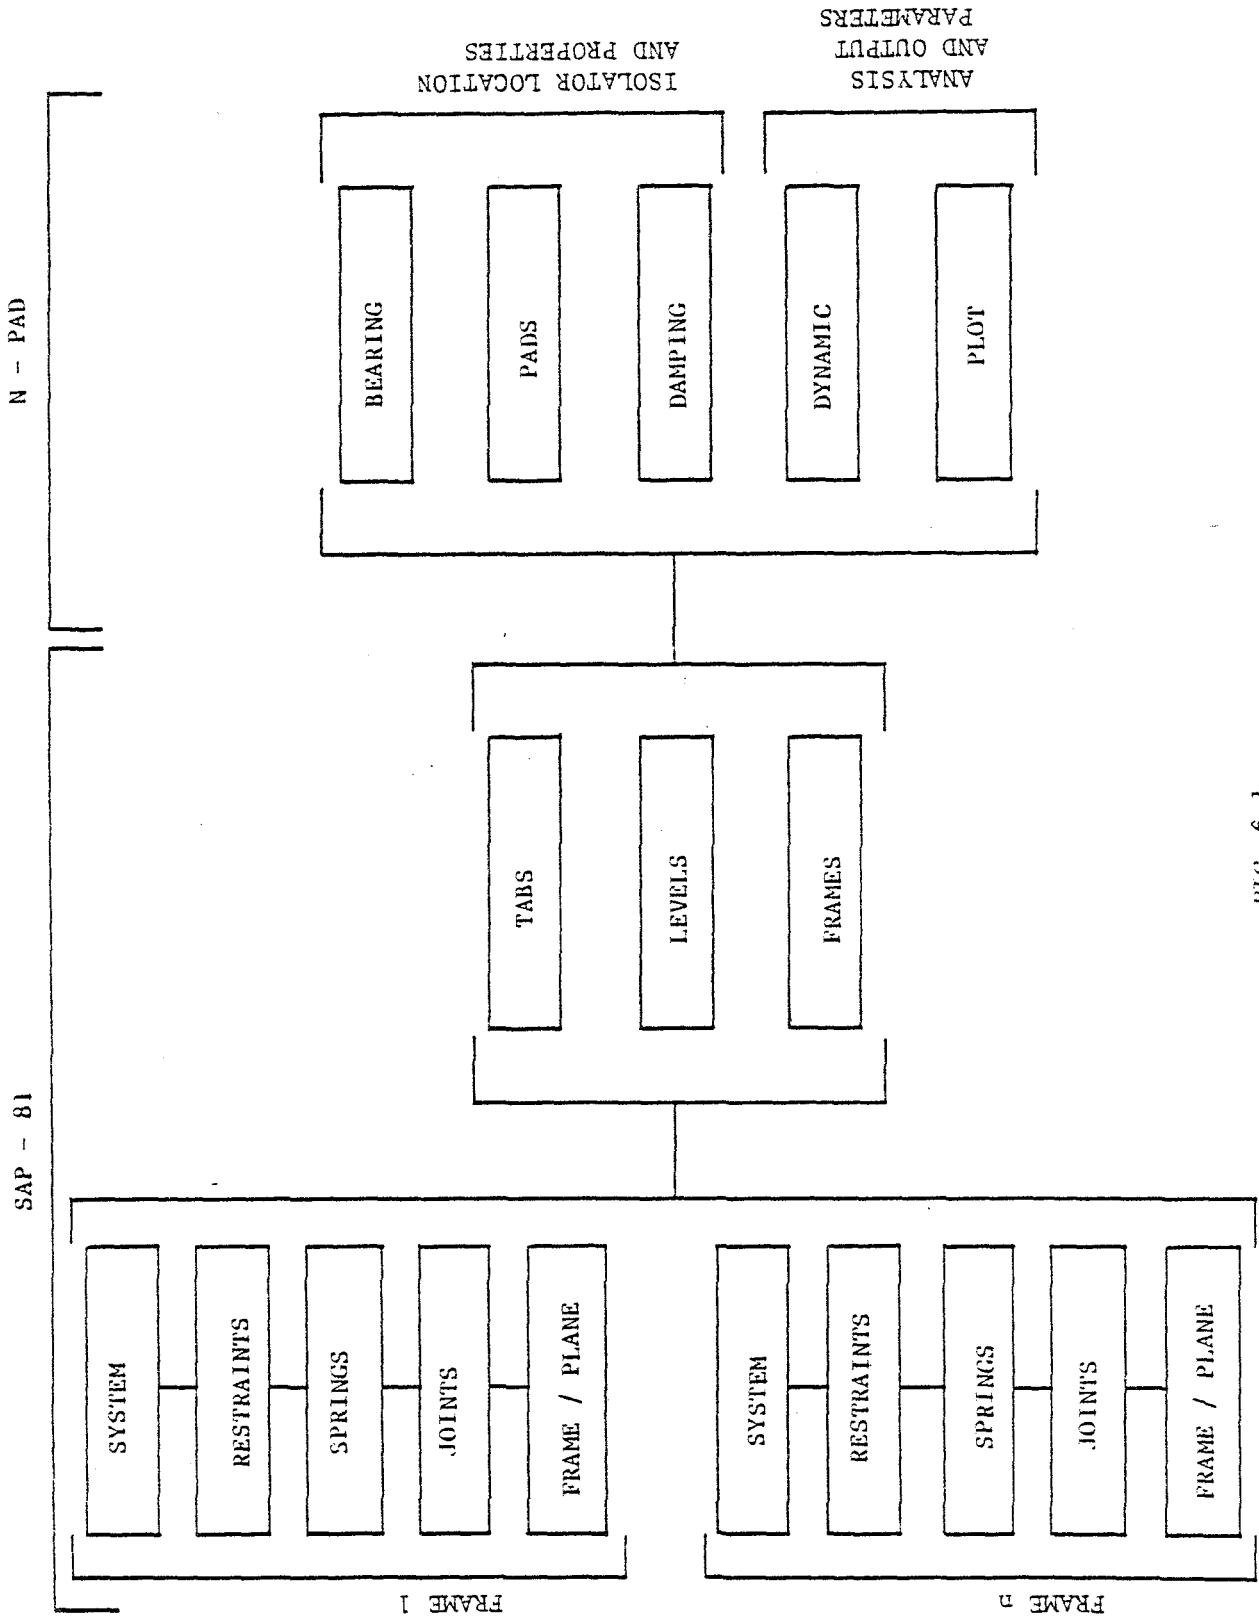 SAP - 81
N - PAD
FRAME 1
SYSTEM
RESTRAINTS
SPRINGS
JOINTS
FRAME / PLANE
FRAME n
SYSTEM
RESTRAINTS
SPRINGS
JOINTS
FRAME / PLANE
TABS
LEVELS
FRAMES
BEARING
PADS
DAMPING
DYNAMIC
PLOT
ISOLATOR LOCATION
AND PROPERTIES
ANALYSIS
AND OUTPUT
PARAMETERS